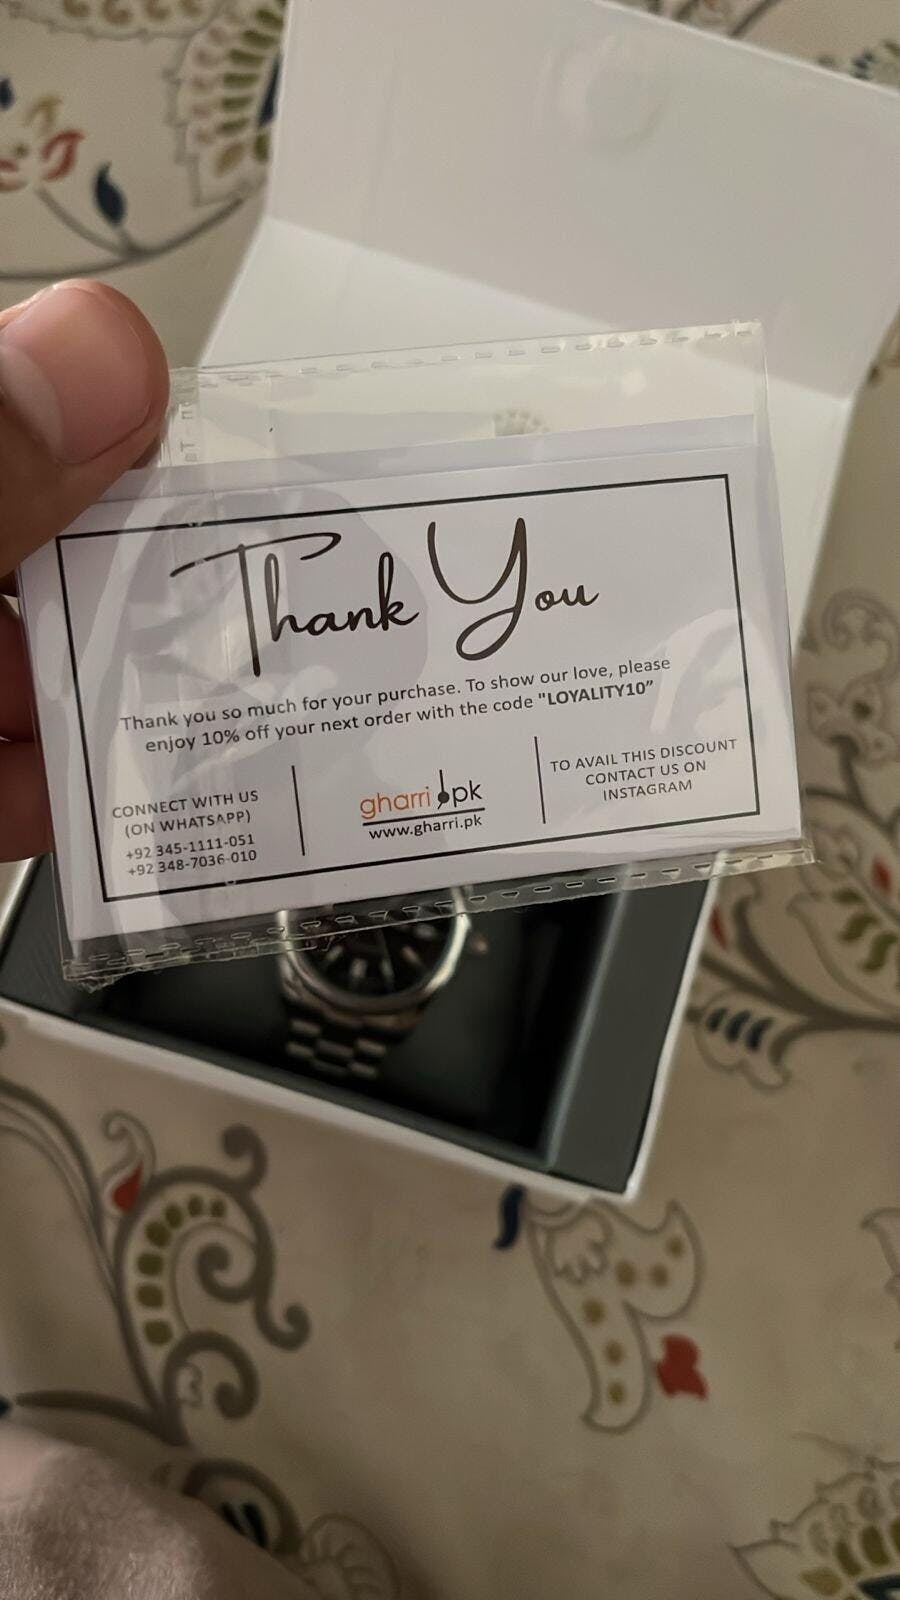 Thank You
Thank you so much for your purchase. To show our love, please
enjoy 10% off your next order with the code "LOYALITY10"
CONNECT WITH US
(ON WHATSAPP)
+92 345-1111-051
+92 348-7036-010
gharri.pk
www.gharri.pk
TO AVAIL THIS DISCOUNT
CONTACT US ON
INSTAGRAM